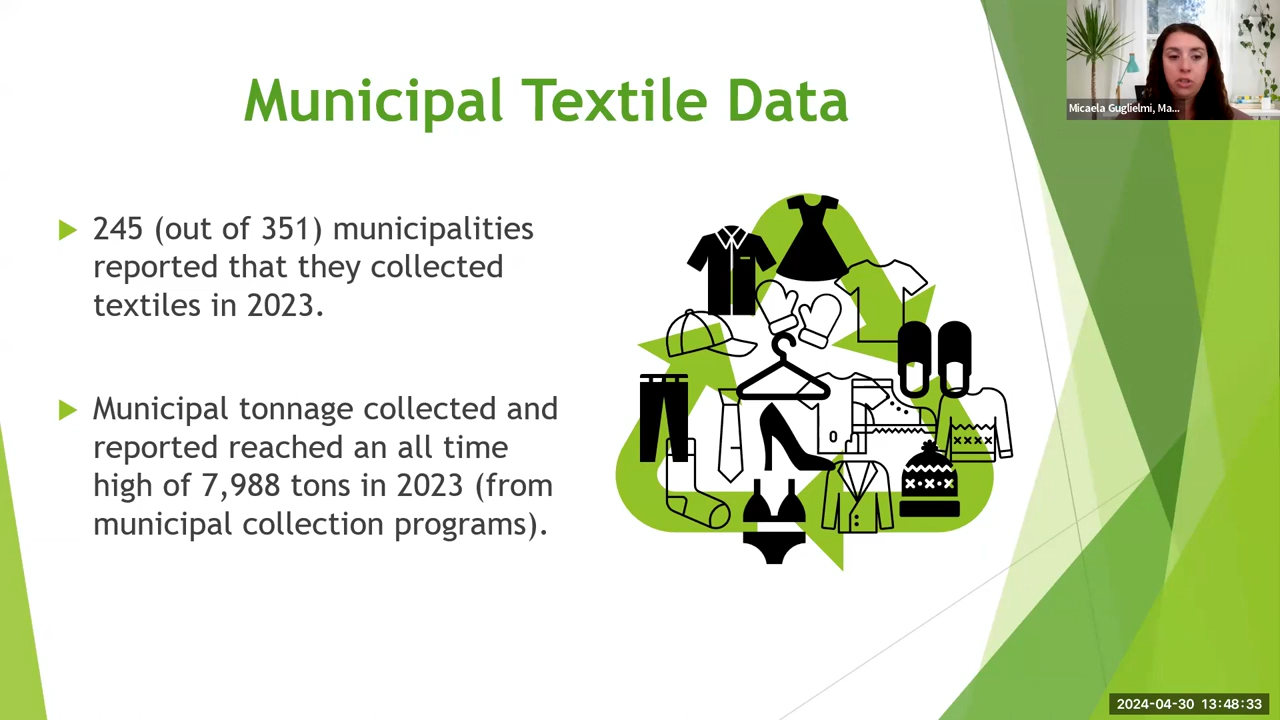 Municipal Textile Data
245 (out of 351) municipalities
reported that they collected
textiles in 2023.
Municipal tonnage collected and
reported reached an all time
high of 7,988 tons in 2023 (from
municipal collection programs).
Micaela Guglielmi, Ma...
2024-04-30 13:48:33